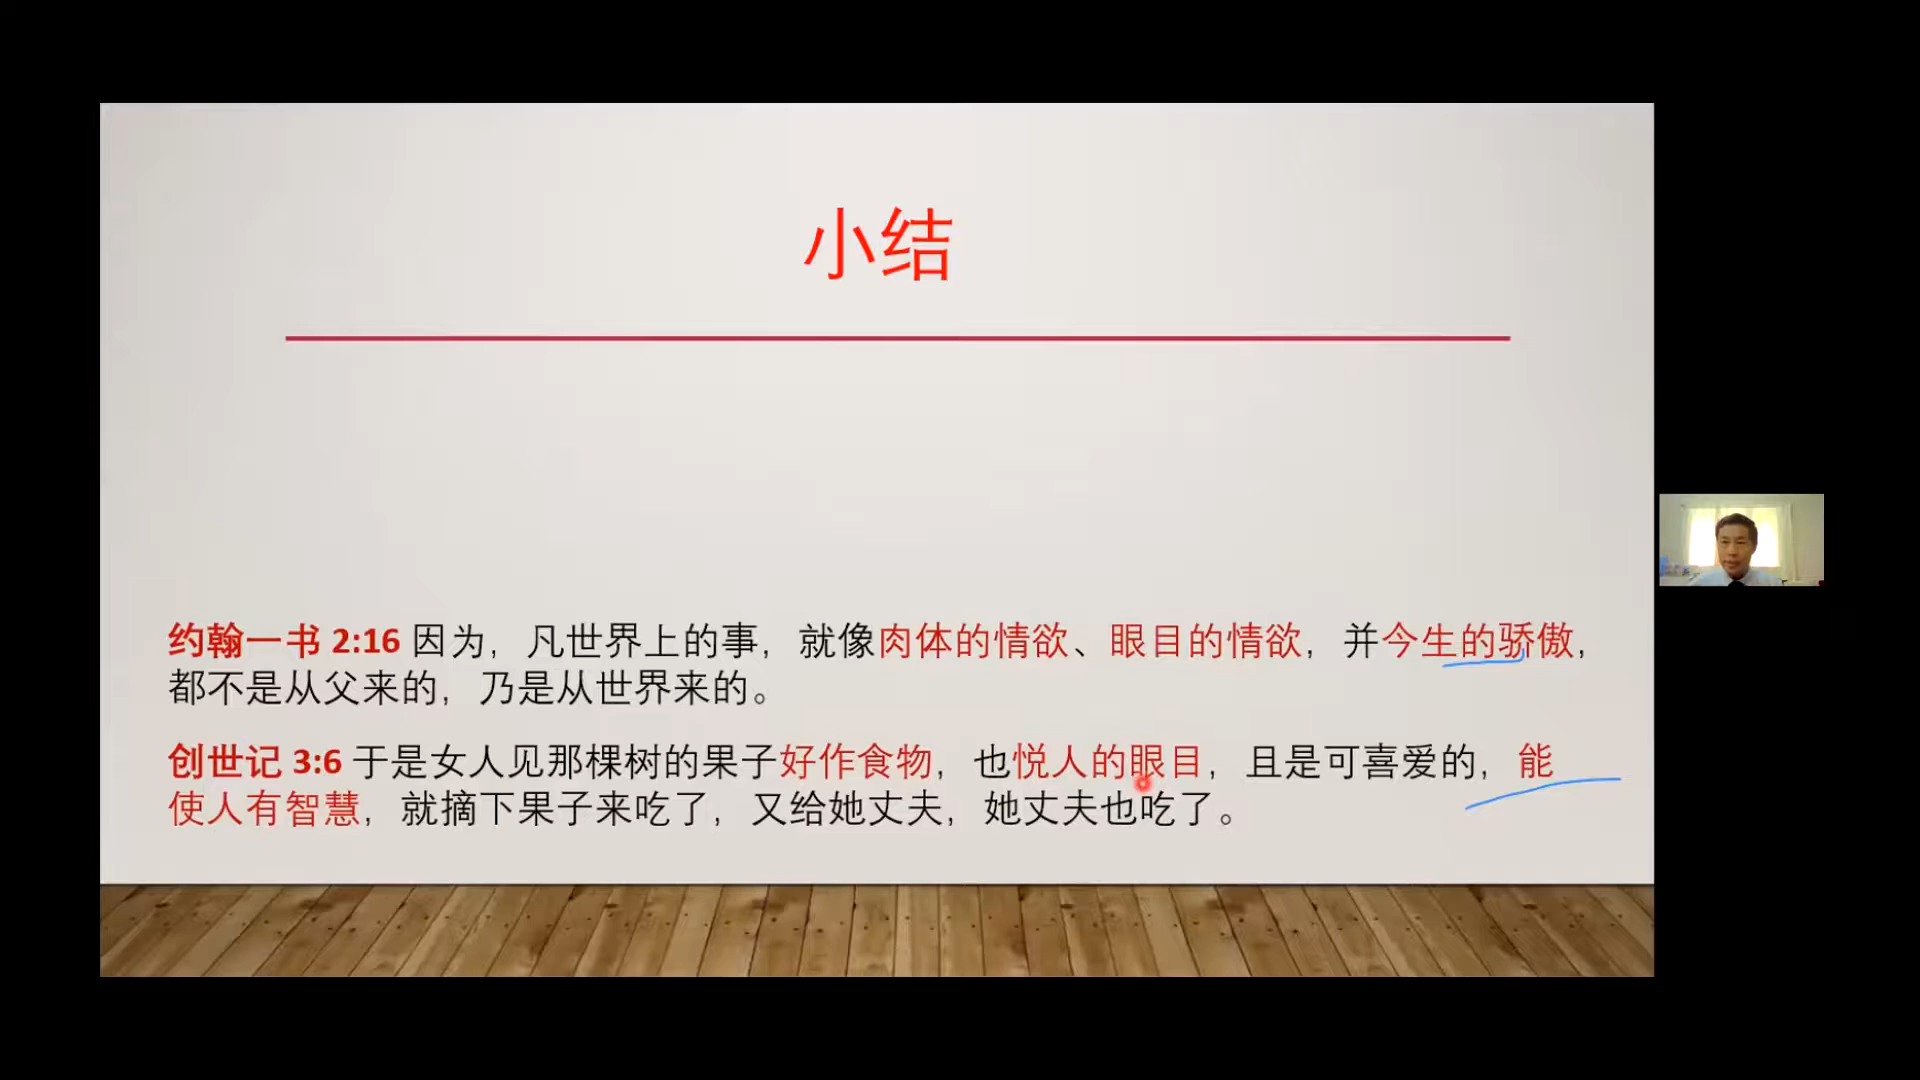 小结
约翰一书 2:16 因为，凡世界上的事，就像肉体的情欲、眼目的情欲，并今生的骄傲，
都不是从父来的，乃是从世界来的。
创世记 3:6 于是女人见那棵树的果子好作食物，也悦人的眼目，且是可喜爱的，能
使人有智慧，就摘下果子来吃了，又给她丈夫，她丈夫也吃了。